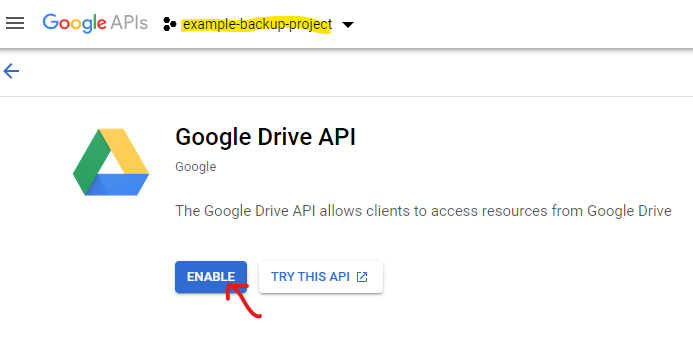 Google APIs example-backup-project
Google Drive API
Google
The Google Drive API allows clients to access resources from Google Drive
ENABLE TRY THIS API